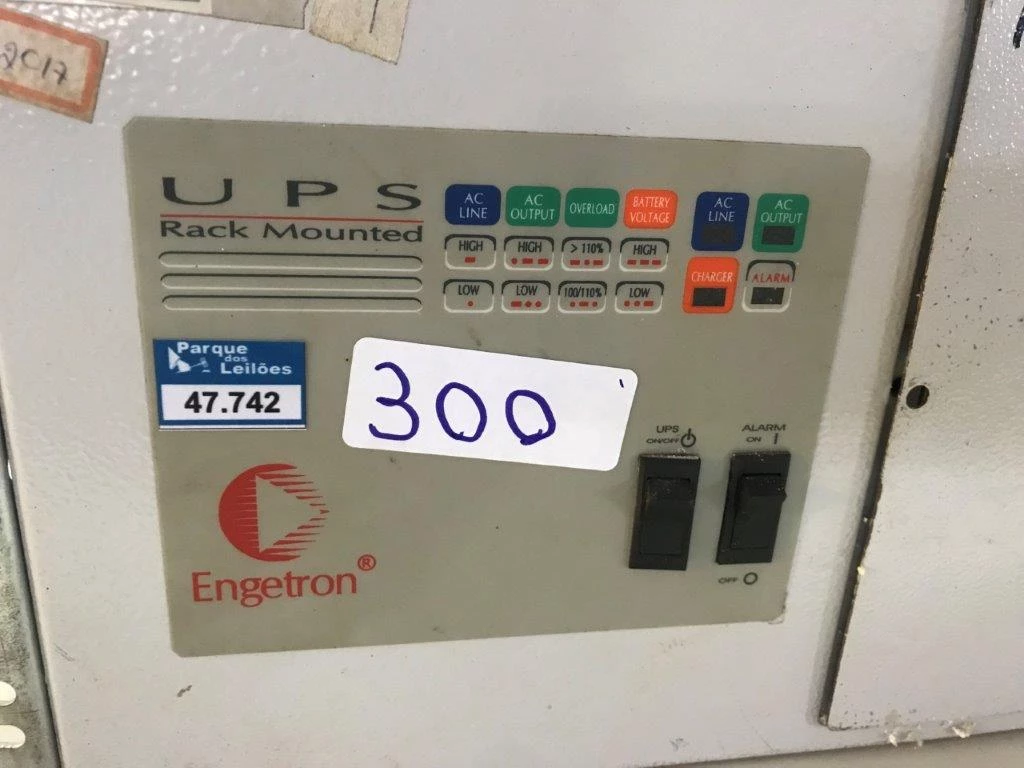 2017
UPS
Rack Mounted
AC LINE
AC OUTPUT
OVERLOAD
BATTERY VOLTAGE
HIGH
HIGH
> 110%
HIGH
LOW
LOW
100/110%
LOW
AC LINE
AC OUTPUT
CHARGER
ALARM
Parque
dos
Leilões
47.742
300
UPS
ON/OFF
ALARM
ON I
OFF O
Engetron®